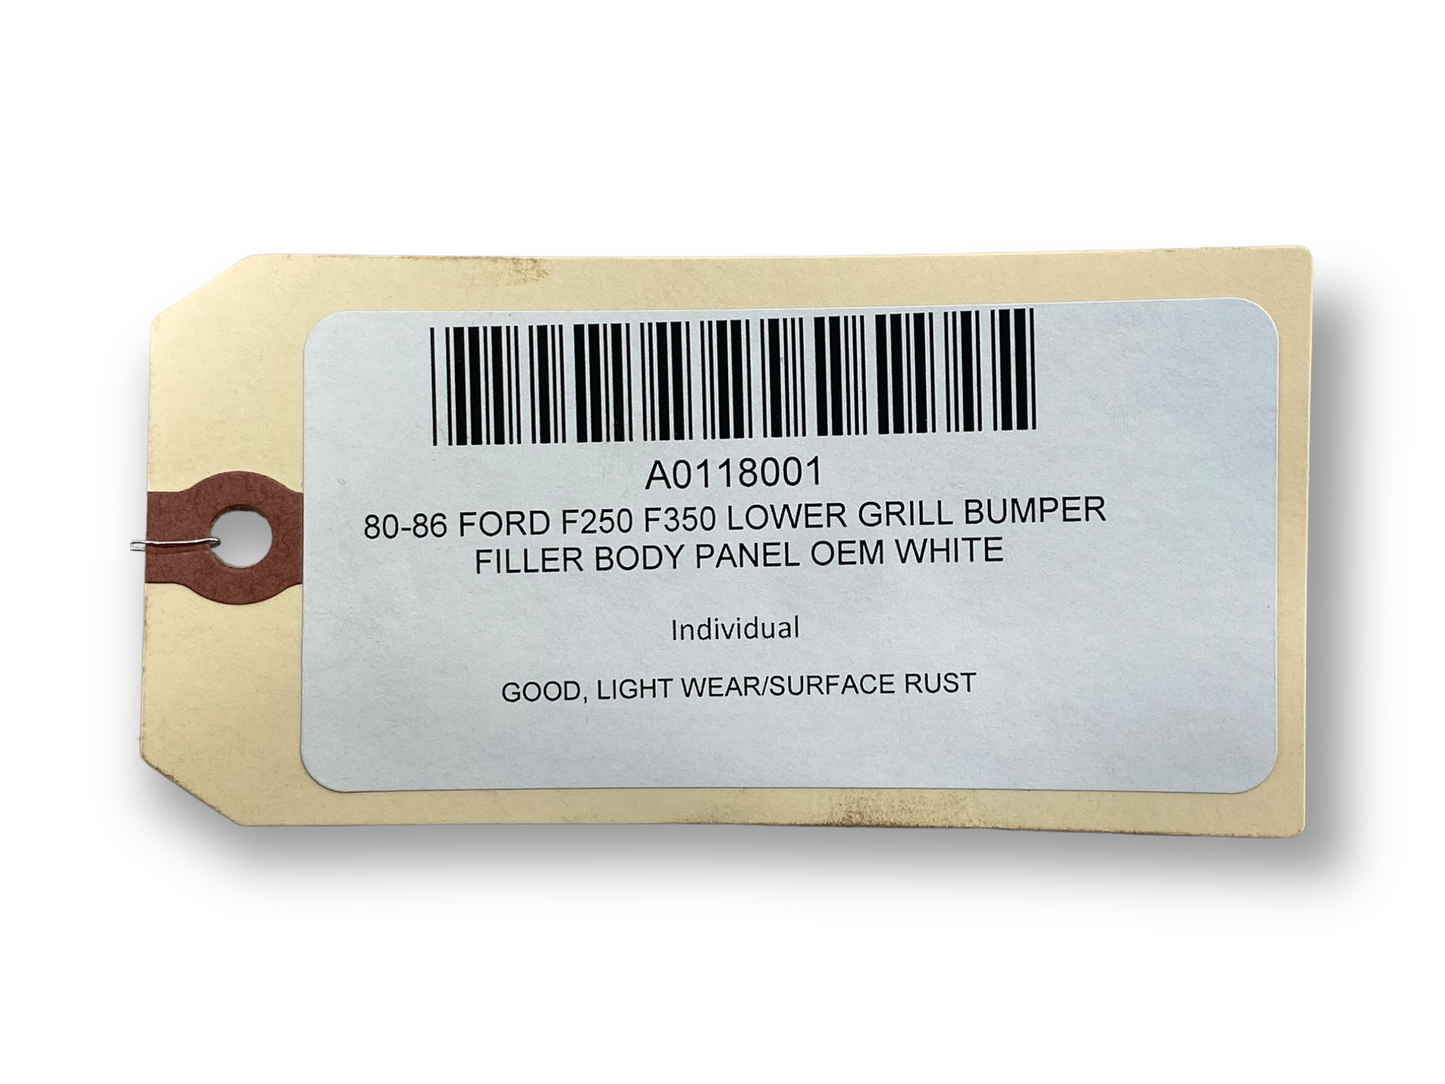 A0118001
80-86 FORD F250 F350 LOWER GRILL BUMPER
FILLER BODY PANEL OEM WHITE
Individual
GOOD, LIGHT WEAR/SURFACE RUST